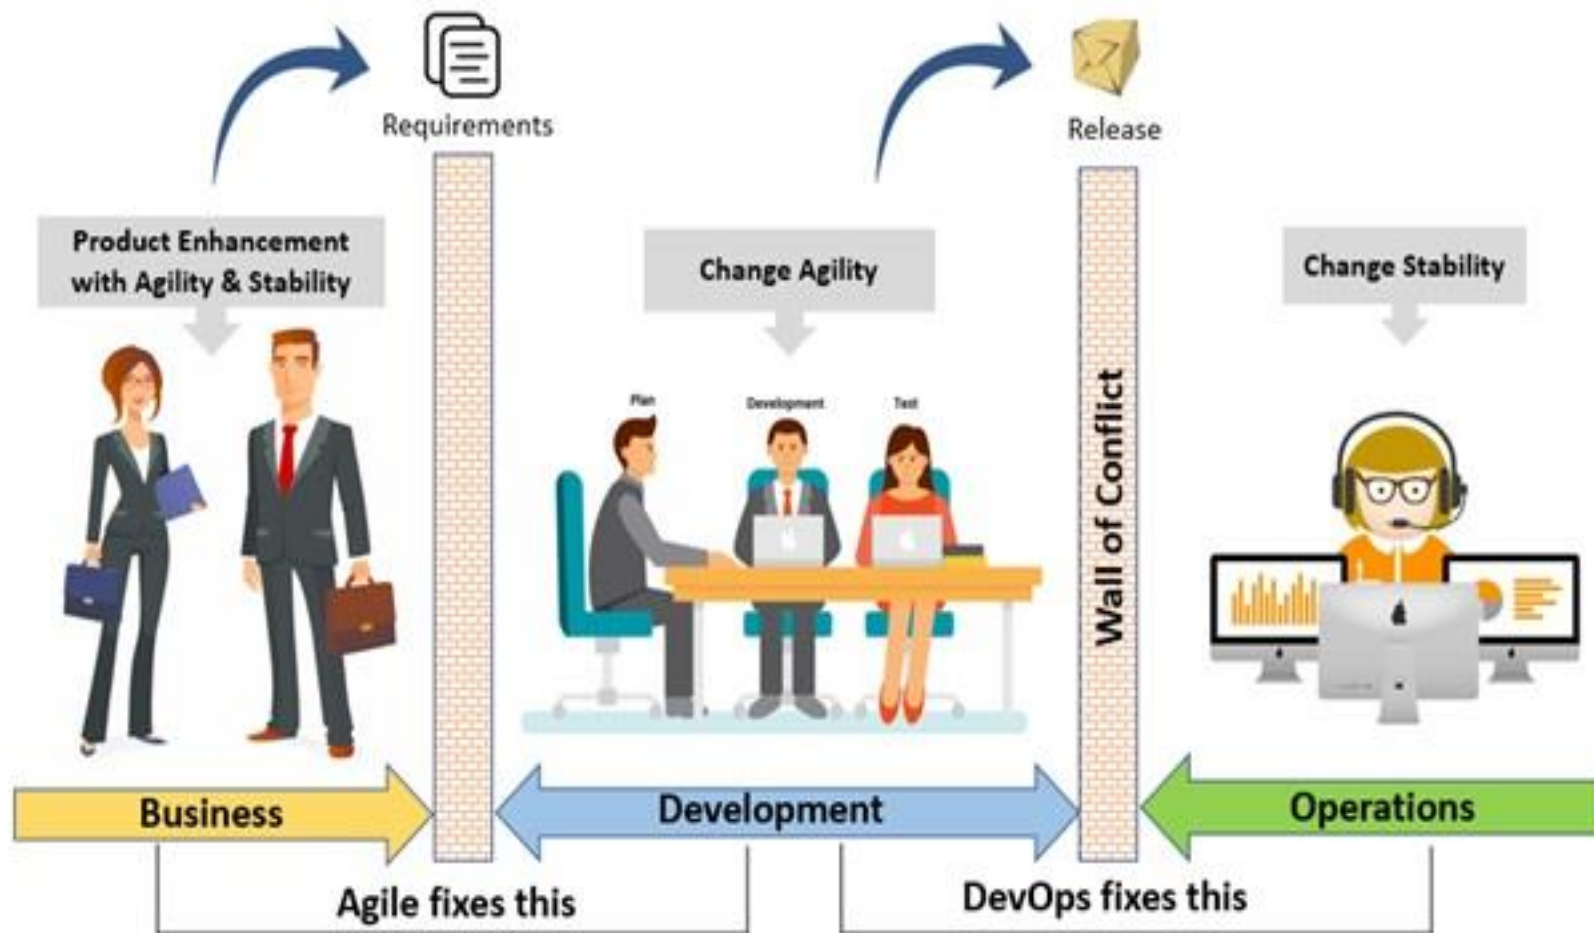 Requirements
Release
Product Enhancement
with Agility & Stability
Change Agility
Change Stability
Plan
Development
Test
Wall of Conflict
Business
Development
Operations
Agile fixes this
DevOps fixes this